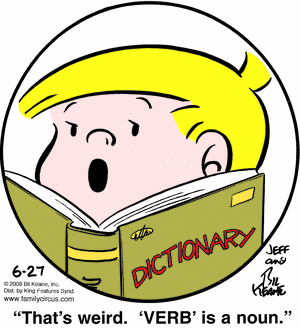 DICTIONARY
JEFF
and
BIL
KEANE
6-27
©2008 Bil Keane, Inc.
Dist. by King Features Synd.
www.familycircus.com
"That's weird. 'VERB' is a noun."